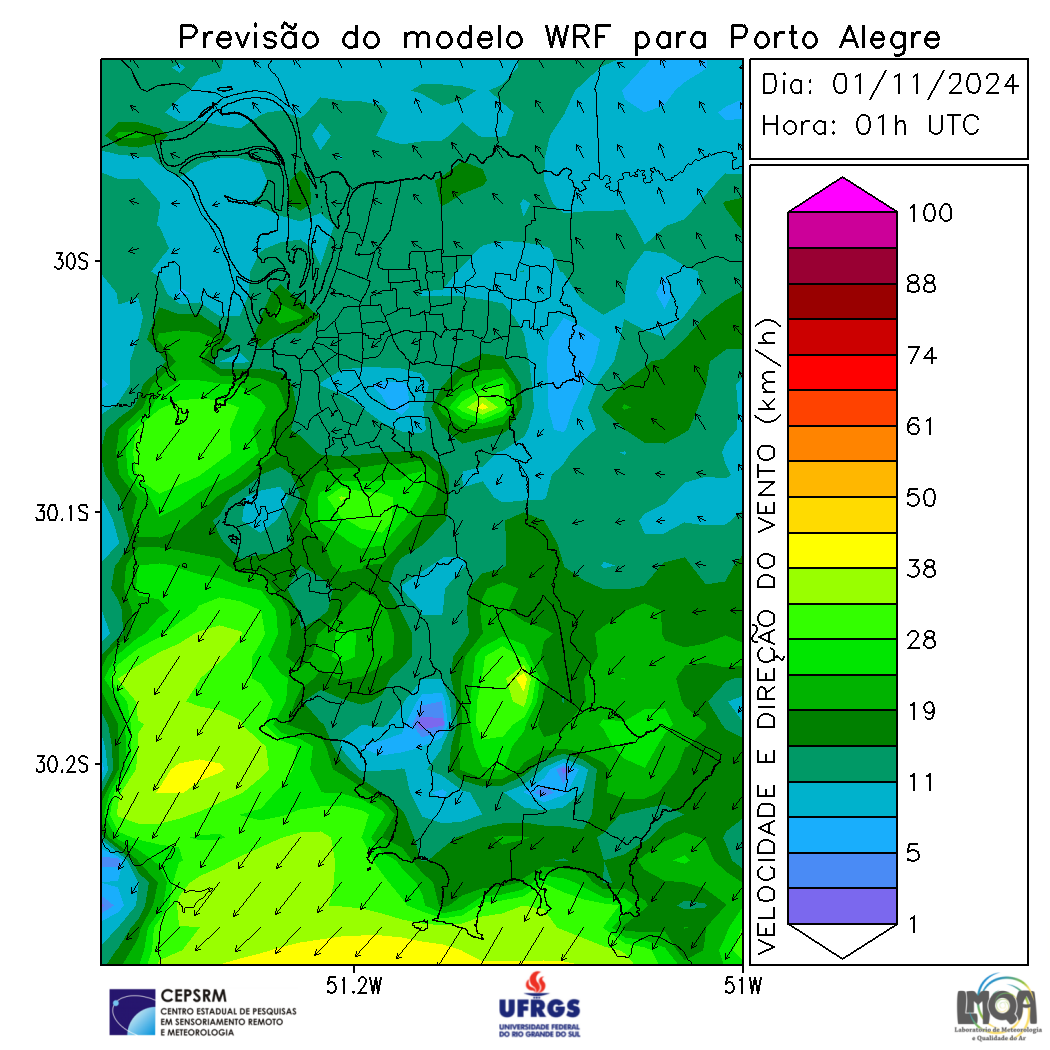 Previsão do modelo WRF para Porto Alegre
Dia: 01/11/2024
Hora: 01h UTC
30S
30.1S
30.2S
51.2W
51W
VELOCIDADE E DIREÇÃO DO VENTO (km/h)
100
88
74
61
50
38
28
19
11
5
1
CEPSRM
CENTRO ESTADUAL DE PESQUISAS
EM SENSORIAMENTO REMOTO
E METEOROLOGIA
UFRGS
UNIVERSIDADE FEDERAL
DO RIO GRANDE DO SUL
LMQA
Laboratório de Meteorologia
e Qualidade do Ar